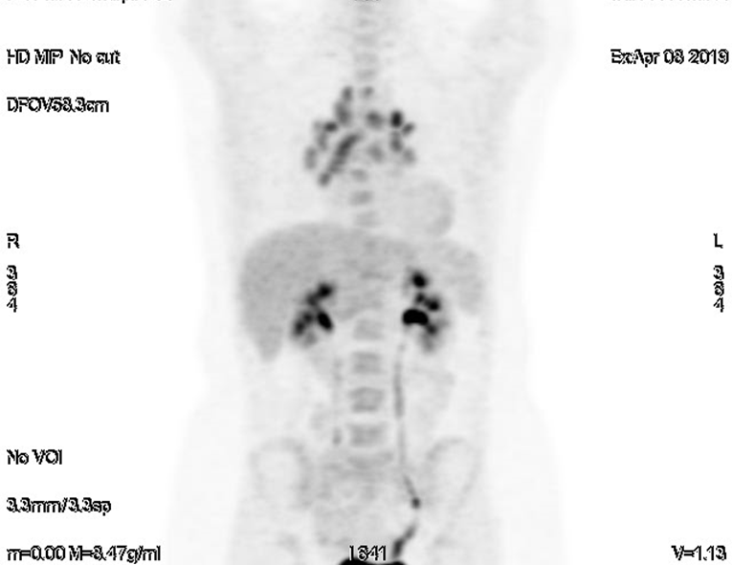 HD MIP No cut
Ex:Apr 08 2019
DFOV58.3cm
R
L
3
8
4
3
8
4
No VOI
3.3mm/3.3sp
m=0.00 M=8.47g/ml
1841
V=1.13